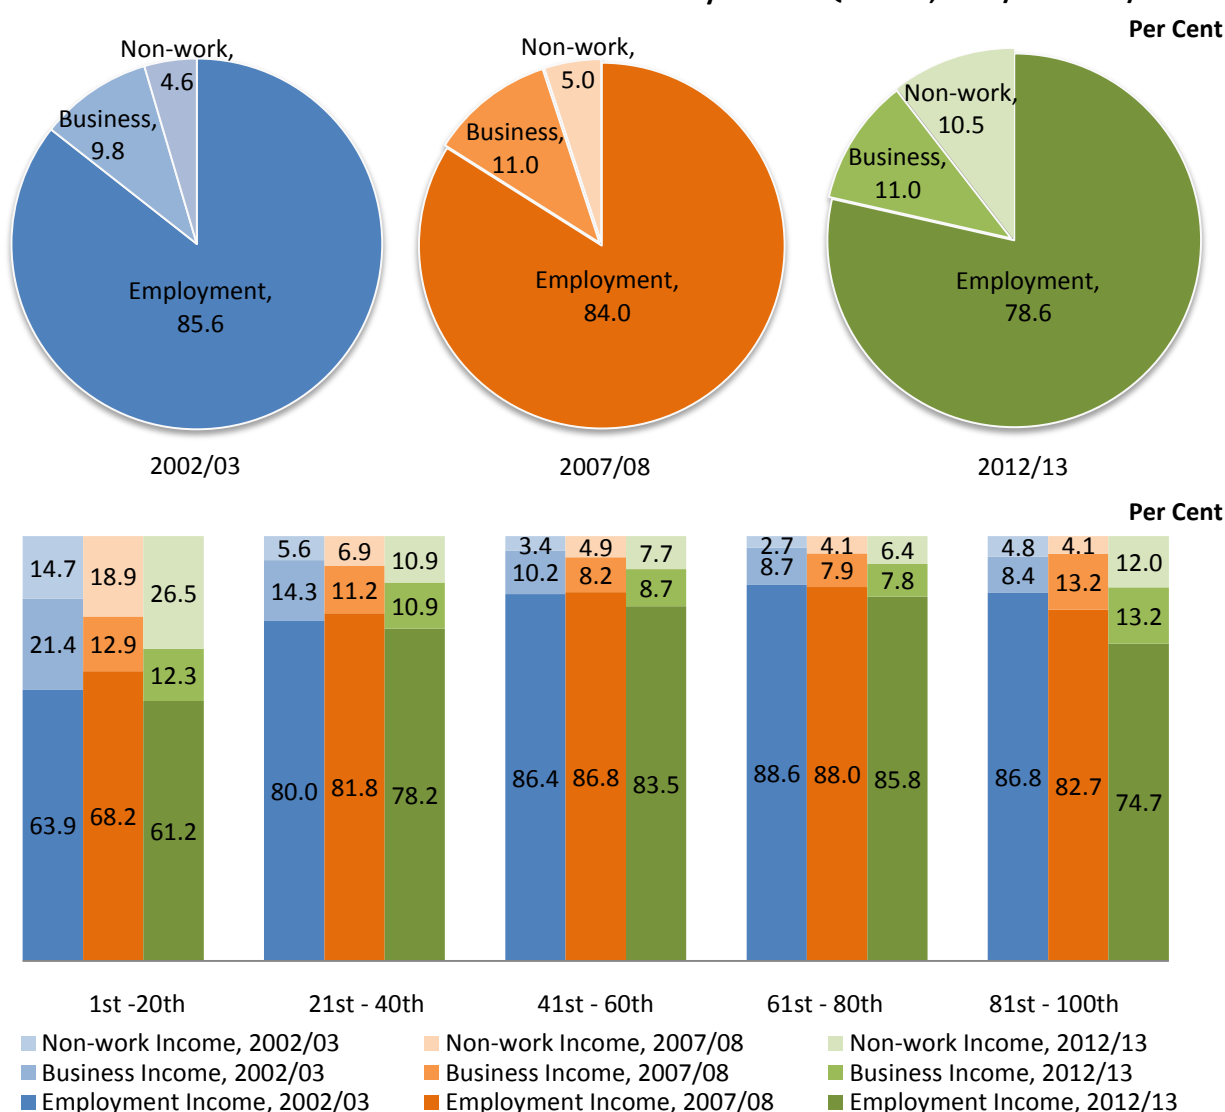 Per Cent
Non-work,
4.6
Business,
9.8
Employment,
85.6
Non-work,
5.0
Business,
11.0
Employment,
84.0
Non-work,
10.5
Business,
11.0
Employment,
78.6
2002/03
2007/08
2012/13
Per Cent
14.7
21.4
63.9
18.9
12.9
68.2
26.5
12.3
61.2
5.6
14.3
80.0
6.9
11.2
81.8
10.9
10.9
78.2
3.4
10.2
86.4
4.9
8.2
86.8
7.7
8.7
83.5
2.7
8.7
88.6
4.1
7.9
88.0
6.4
7.8
85.8
4.8
8.4
86.8
4.1
13.2
82.7
12.0
13.2
74.7
1st -20th
21st - 40th
41st - 60th
61st - 80th
81st - 100th
Non-work Income, 2002/03
Non-work Income, 2007/08
Non-work Income, 2012/13
Business Income, 2002/03
Business Income, 2007/08
Business Income, 2012/13
Employment Income, 2002/03
Employment Income, 2007/08
Employment Income, 2012/13